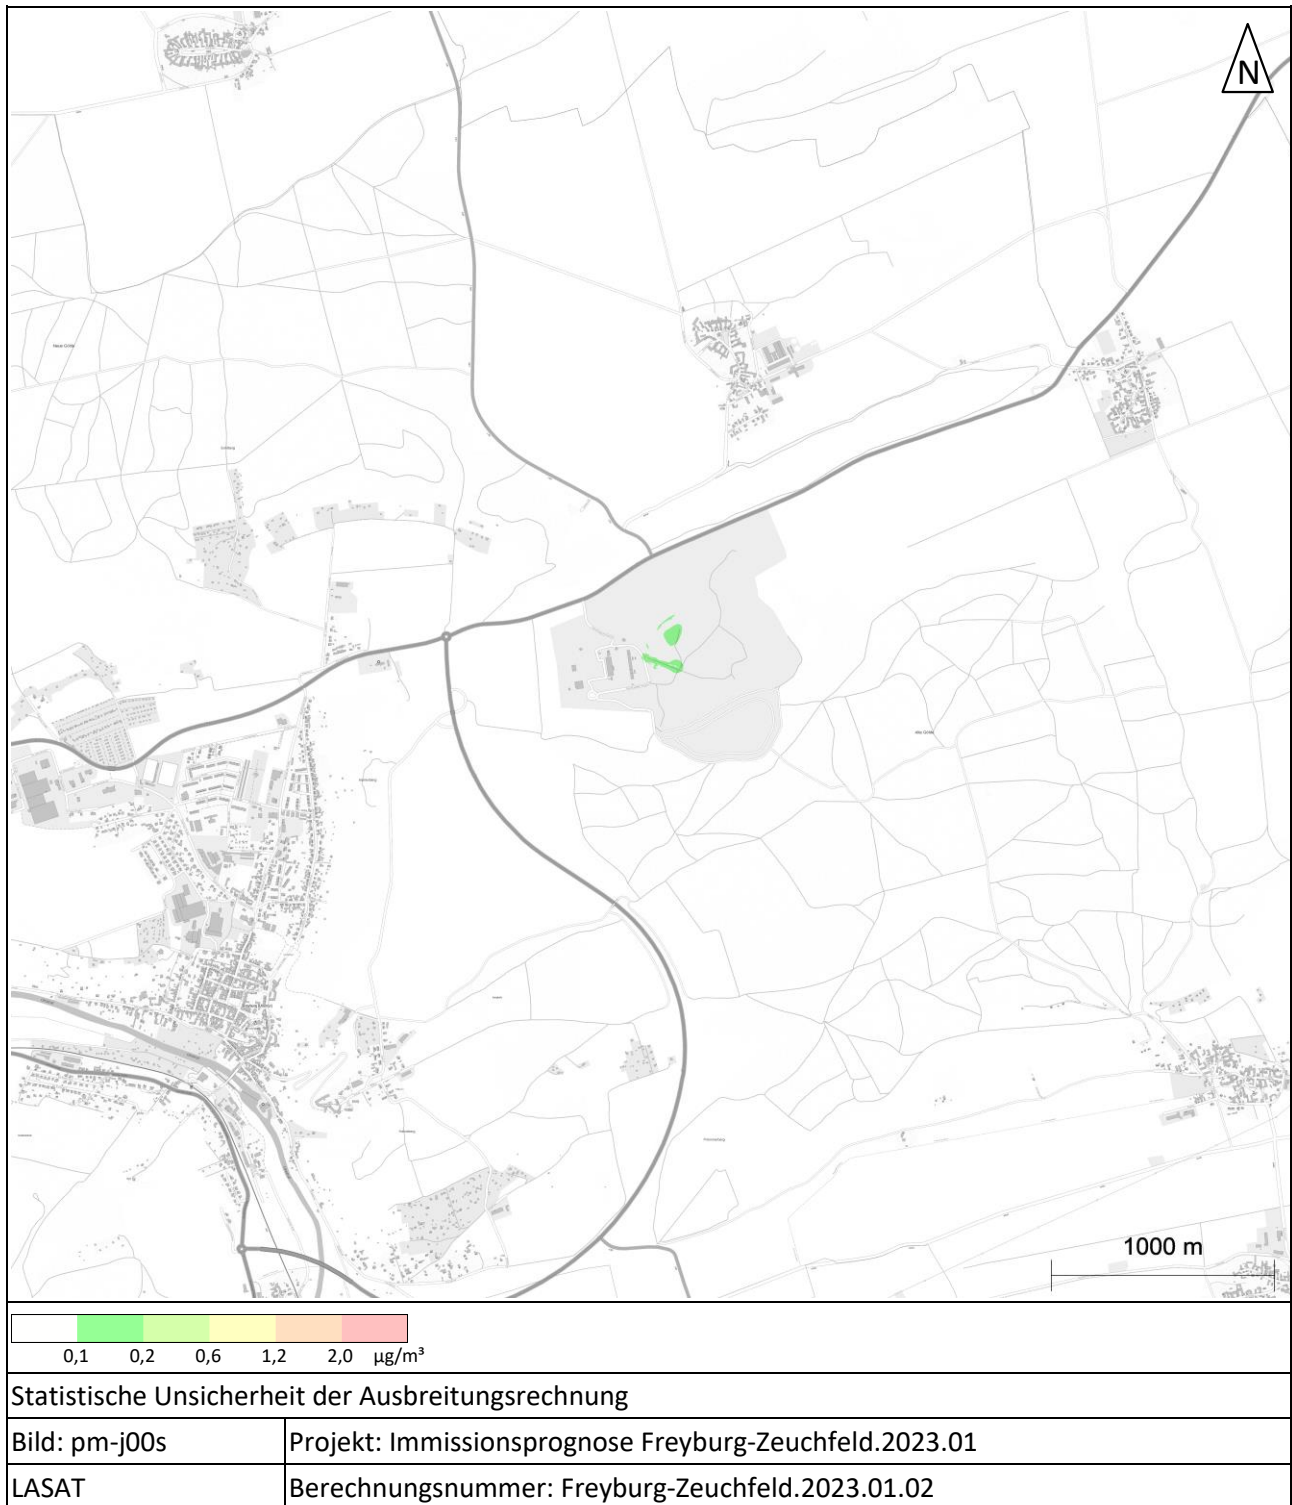 N
1000 m
0,1 0,2 0,6 1,2 2,0 µg/m³
Statistische Unsicherheit der Ausbreitungsrechnung
Bild: pm-j00s
Projekt: Immissionsprognose Freyburg-Zeuchfeld.2023.01
LASAT
Berechnungsnummer: Freyburg-Zeuchfeld.2023.01.02